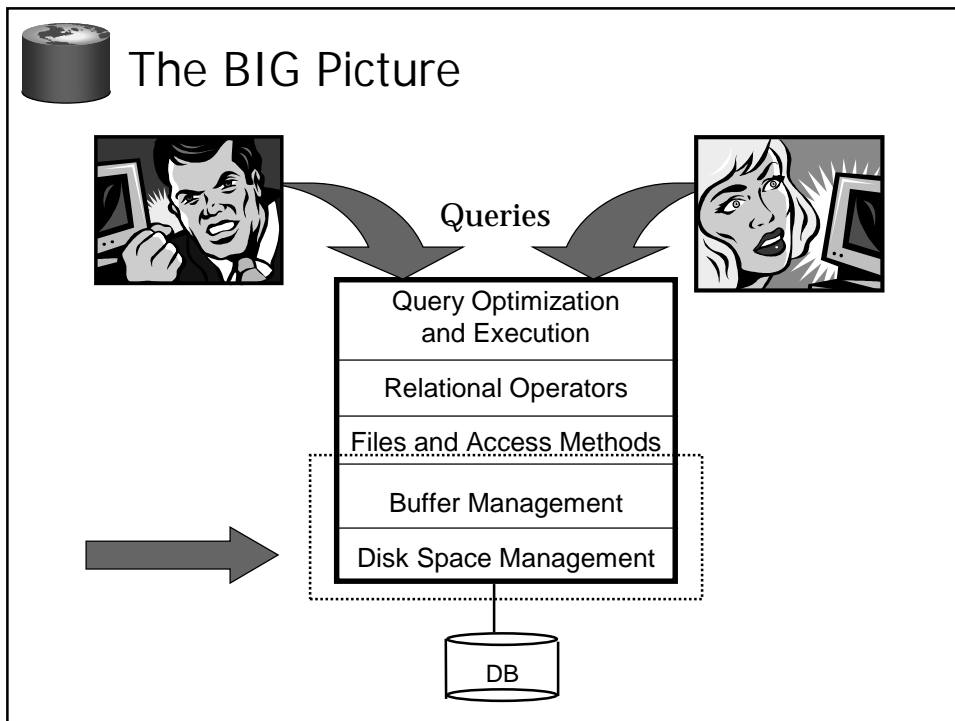 The BIG Picture
Queries
Query Optimization
and Execution
Relational Operators
Files and Access Methods
Buffer Management
Disk Space Management
DB